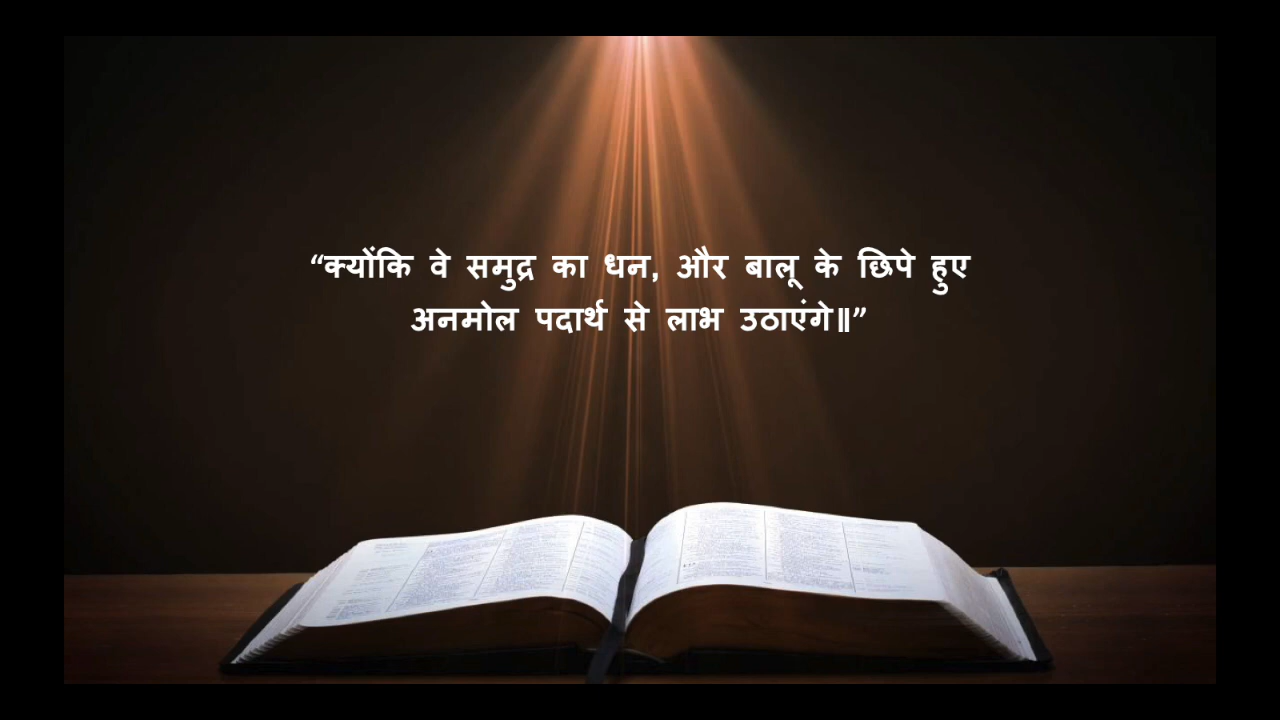 “क्योंकि वे समुद्र का धन, और बालू के छिपे हुए
अनमोल पदार्थ से लाभ उठाएंगे॥”